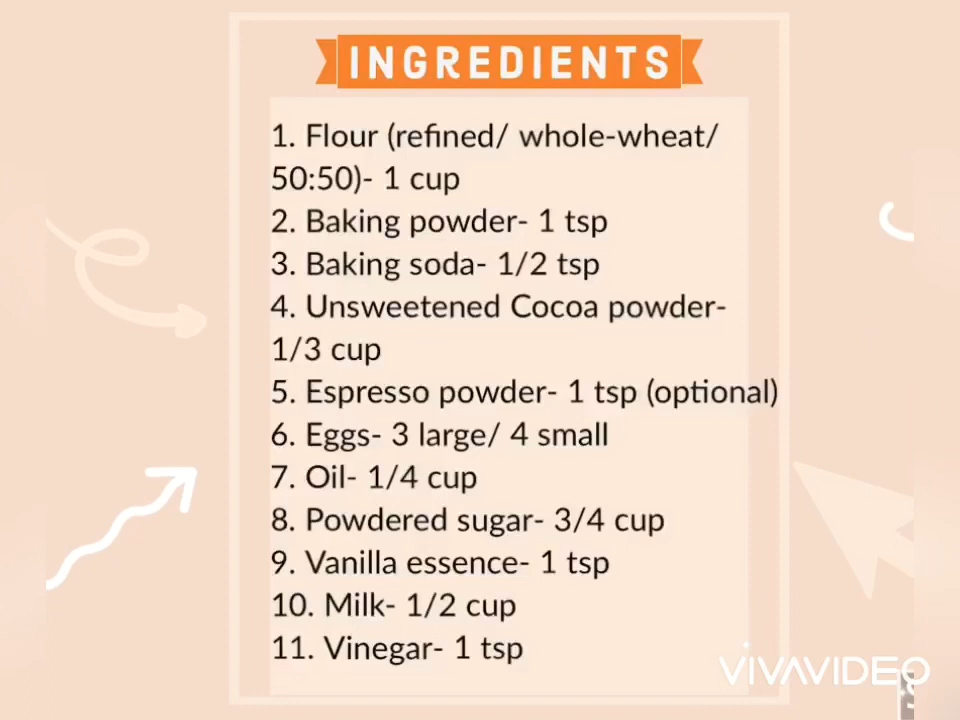 INGREDIENTS
1. Flour (refined/ whole-wheat/
50:50)- 1 cup
2. Baking powder- 1 tsp
3. Baking soda- 1/2 tsp
4. Unsweetened Cocoa powder-
1/3 cup
5. Espresso powder- 1 tsp (optional)
6. Eggs- 3 large/ 4 small
7. Oil- 1/4 cup
8. Powdered sugar- 3/4 cup
9. Vanilla essence- 1 tsp
10. Milk- 1/2 cup
11. Vinegar- 1 tsp
VIVAVIDEO